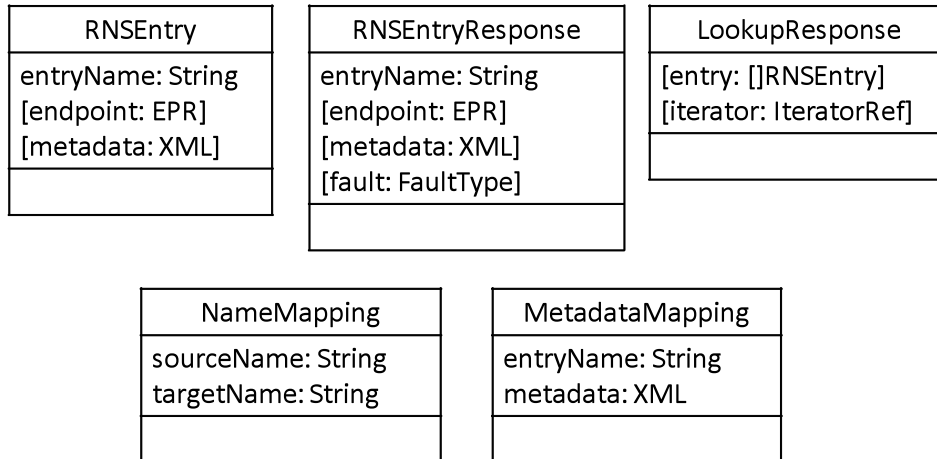 RNSEntry
entryName: String
[endpoint: EPR]
[metadata: XML]
RNSEntryResponse
entryName: String
[endpoint: EPR]
[metadata: XML]
[fault: FaultType]
LookupResponse
[entry: []RNSEntry]
[iterator: IteratorRef]
NameMapping
sourceName: String
targetName: String
MetadataMapping
entryName: String
metadata: XML